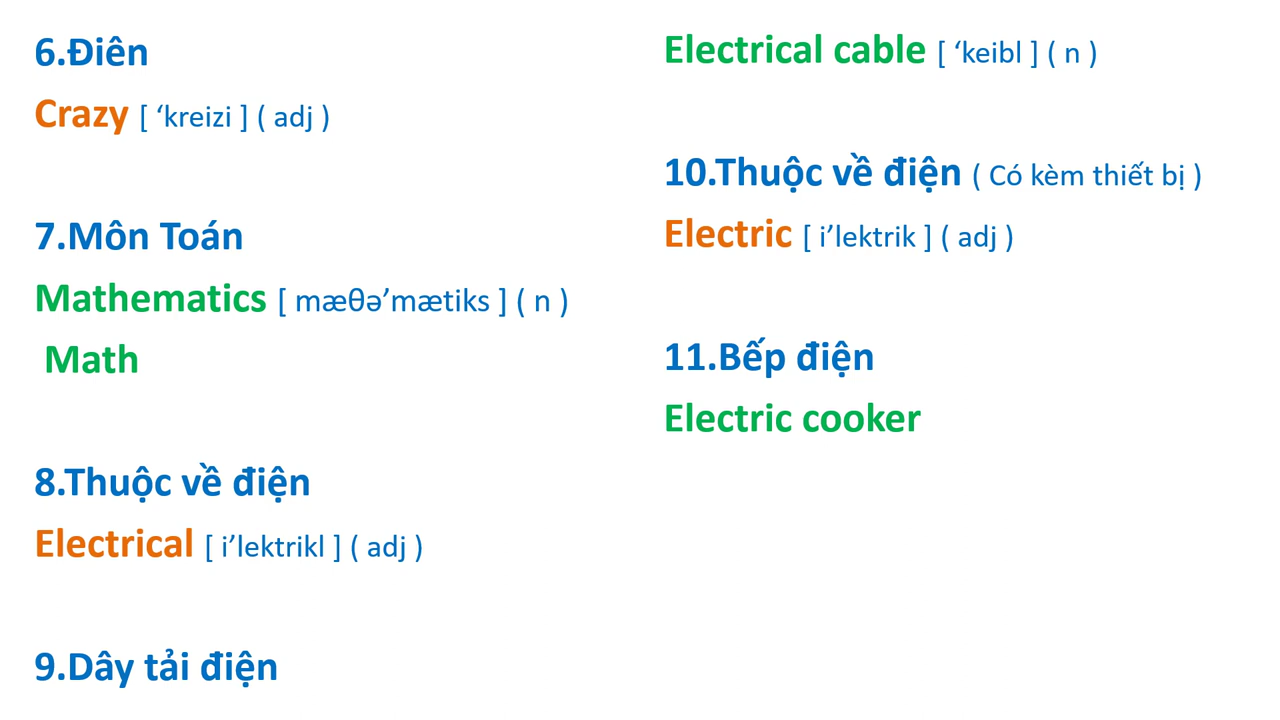 6.Điên
Crazy [ ‘kreizi ] ( adj )
7.Môn Toán
Mathematics [ mæθə’mætiks ] ( n )
Math
8.Thuộc về điện
Electrical [ i’lektrikl ] ( adj )
9.Dây tải điện
Electrical cable [ ‘keibl ] ( n )
10.Thuộc về điện ( Có kèm thiết bị )
Electric [ i’lektrik ] ( adj )
11.Bếp điện
Electric cooker